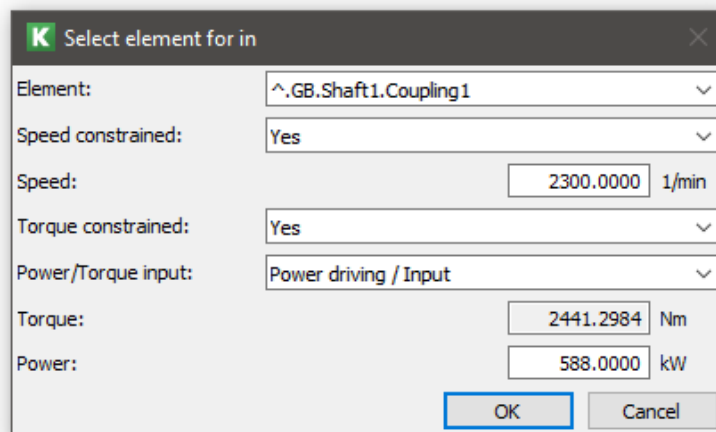 K Select element for in
Element: ^.GB.Shaft1.Coupling1
Speed constrained: Yes
Speed: 2300.0000 1/min
Torque constrained: Yes
Power/Torque input: Power driving / Input
Torque: 2441.2984 Nm
Power: 588.0000 kW
OK Cancel